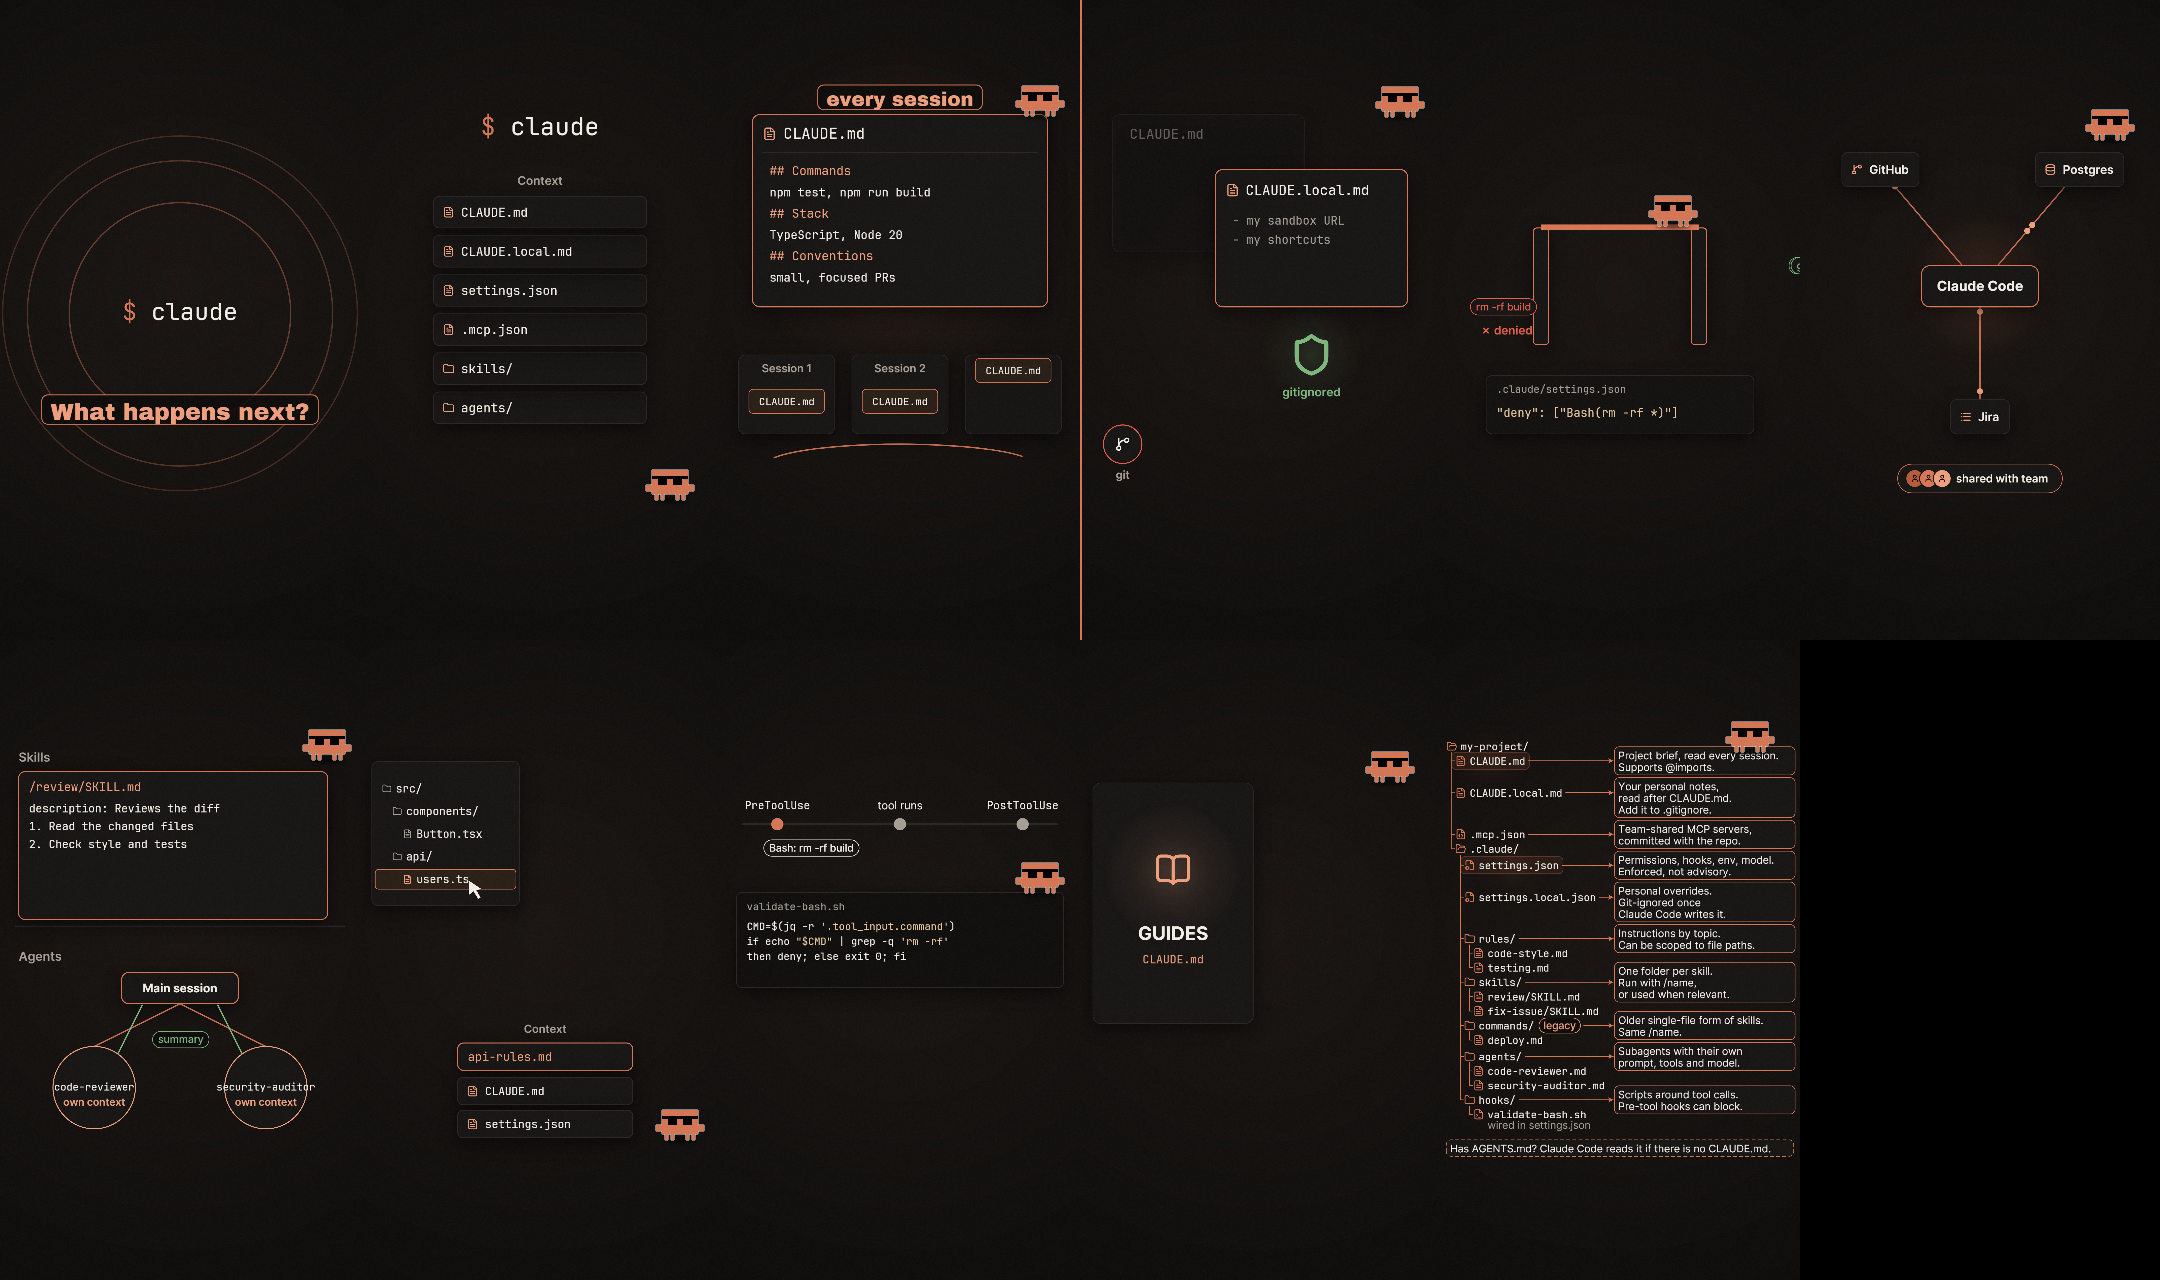 $ claude
What happens next?
$ claude
Context
CLAUDE.md
CLAUDE.local.md
settings.json
.mcp.json
skills/
agents/
every session
CLAUDE.md
## Commands
npm test, npm run build
## Stack
TypeScript, Node 20
## Conventions
small, focused PRs
Session 1
CLAUDE.md
Session 2
CLAUDE.md
CLAUDE.md
CLAUDE.md
CLAUDE.local.md
- my sandbox URL
- my shortcuts
gitignored
git
rm -rf build
× denied
.claude/settings.json
"deny": ["Bash(rm -rf *)"]
GitHub
Postgres
Claude Code
Jira
shared with team
Skills
/review/SKILL.md
description: Reviews the diff
1. Read the changed files
2. Check style and tests
Agents
Main session
summary
code-reviewer
own context
security-auditor
own context
src/
components/
Button.tsx
api/
users.ts
Context
api-rules.md
CLAUDE.md
settings.json
PreToolUse
tool runs
PostToolUse
Bash: rm -rf build
validate-bash.sh
CMD=$(jq -r '.tool_input.command')
if echo "$CMD" | grep -q 'rm -rf'
then deny; else exit 0; fi
GUIDES
CLAUDE.md
my-project/
CLAUDE.md
Project brief, read every session.
Supports @imports.
CLAUDE.local.md
Your personal notes,
read after CLAUDE.md.
Add it to .gitignore.
.mcp.json
Team-shared MCP servers,
committed with the repo.
.claude/
settings.json
Permissions, hooks, env, model.
Enforced, not advisory.
settings.local.json
Personal overrides.
Git-ignored once
Claude Code writes it.
rules/
Instructions by topic.
Can be scoped to file paths.
code-style.md
testing.md
skills/
One folder per skill.
Run with /name,
or used when relevant.
review/SKILL.md
fix-issue/SKILL.md
commands/ legacy
Older single-file form of skills.
Same /name.
deploy.md
agents/
Subagents with their own
prompt, tools and model.
code-reviewer.md
security-auditor.md
hooks/
Scripts around tool calls.
Pre-tool hooks can block.
validate-bash.sh
wired in settings.json
Has AGENTS.md? Claude Code reads it if there is no CLAUDE.md.